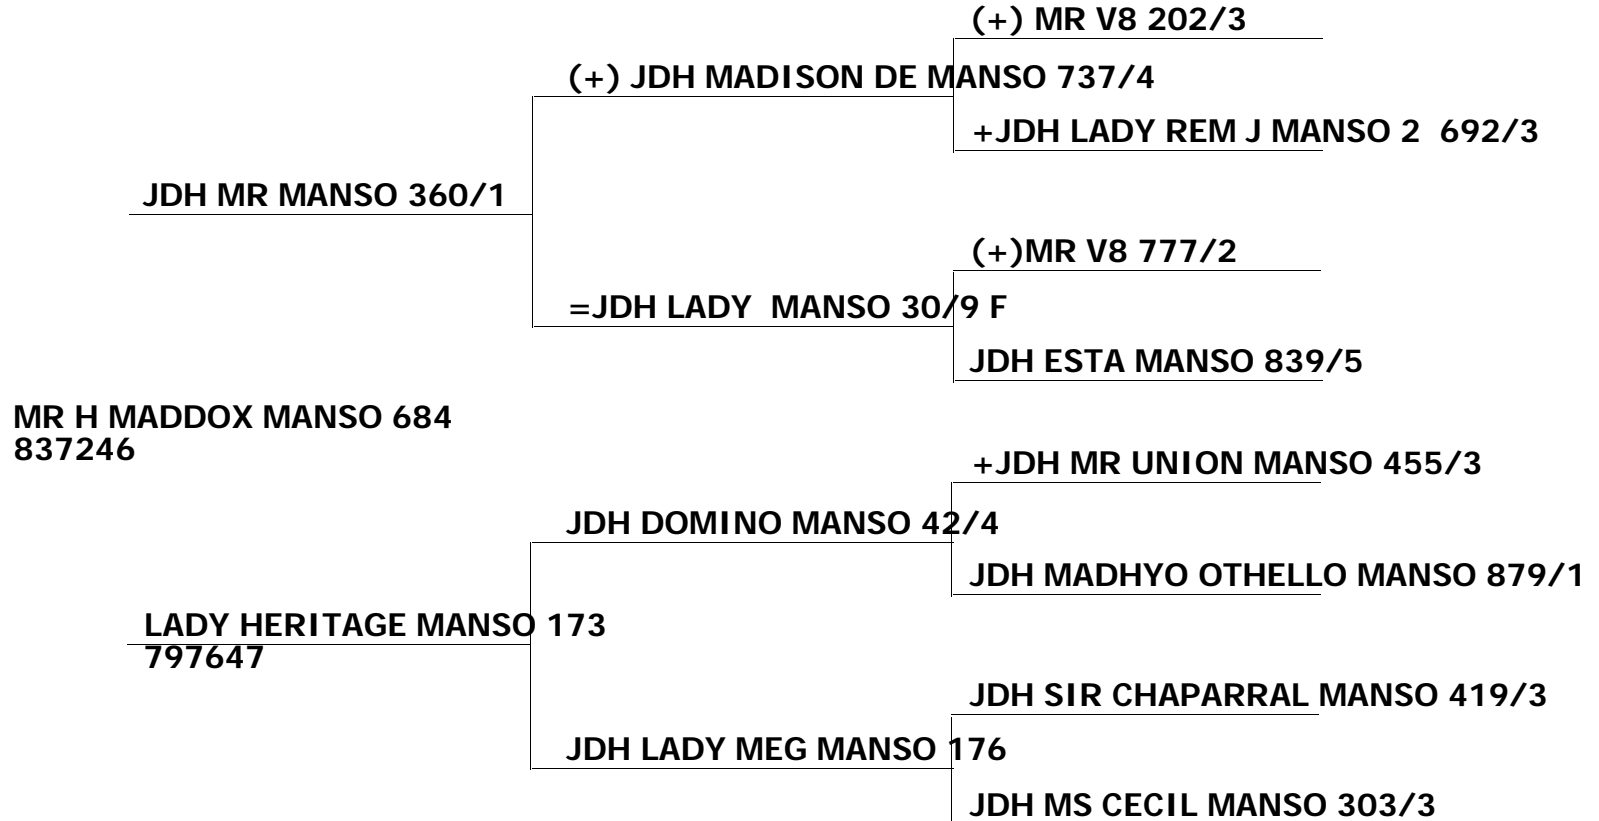 (+) MR V8 202/3
(+) JDH MADISON DE MANSO 737/4
+JDH LADY REM J MANSO 2  692/3
JDH MR MANSO 360/1
(+)MR V8 777/2
=JDH LADY  MANSO 30/9 F
JDH ESTA MANSO 839/5
MR H MADDOX MANSO 684
837246
+JDH MR UNION MANSO 455/3
JDH DOMINO MANSO 42/4
JDH MADHYO OTHELLO MANSO 879/1
LADY HERITAGE MANSO 173
797647
JDH SIR CHAPARRAL MANSO 419/3
JDH LADY MEG MANSO 176
JDH MS CECIL MANSO 303/3